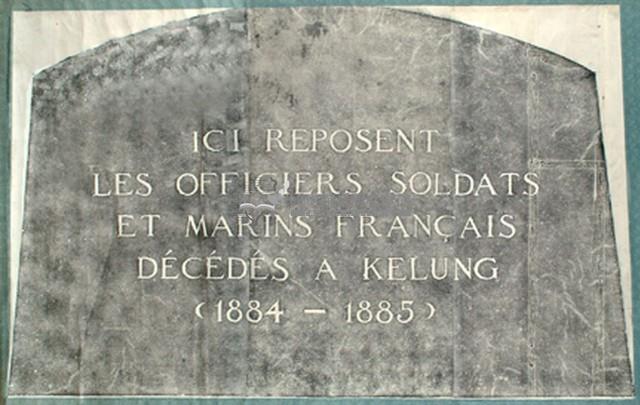 ICI REPOSENT
LES OFFICIERS SOLDATS
ET MARINS FRANÇAIS
DÉCÉDÉS A KELUNG
(1884 – 1885)